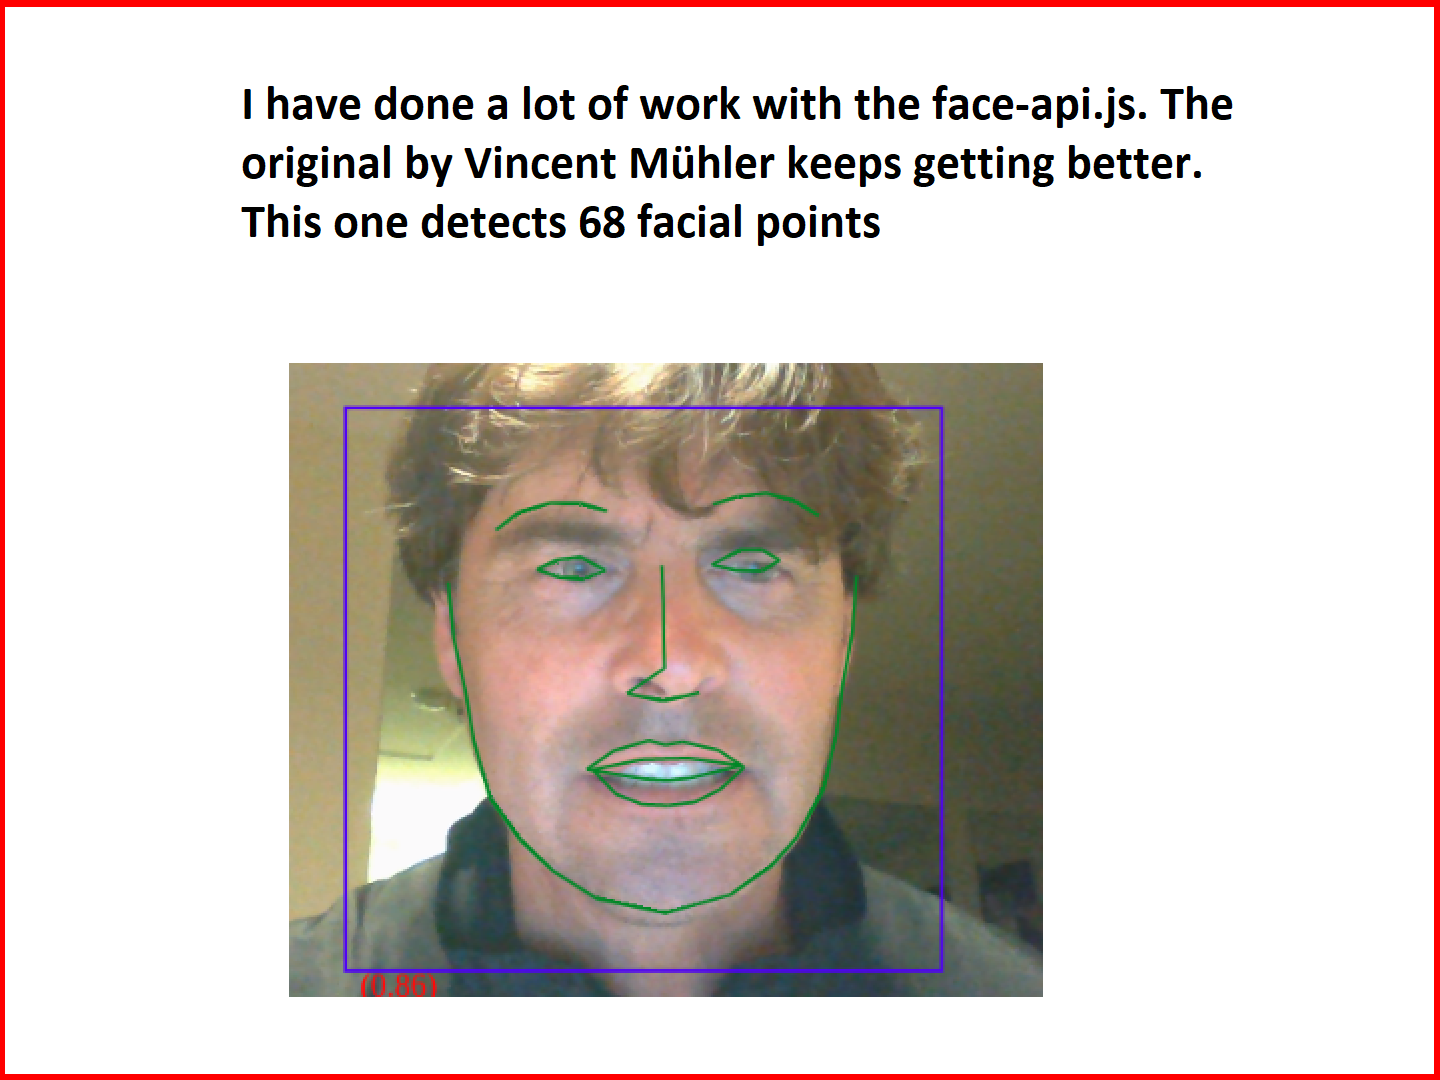 I have done a lot of work with the face-api.js. The
original by Vincent Mühler keeps getting better.
This one detects 68 facial points
(0.86)